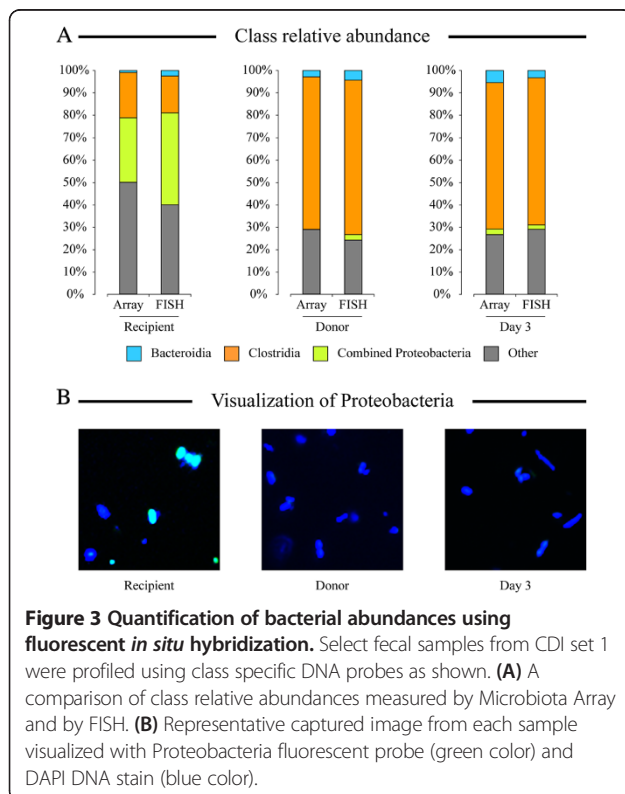 A Class relative abundance
100% 100% 100%
90% 90% 90%
80% 80% 80%
70% 70% 70%
60% 60% 60%
50% 50% 50%
40% 40% 40%
30% 30% 30%
20% 20% 20%
10% 10% 10%
0% 0% 0%
Array FISH Array FISH Array FISH
Recipient Donor Day 3
Bacteroidia Clostridia Combined Proteobacteria Other
B Visualization of Proteobacteria
Recipient Donor Day 3
Figure 3 Quantification of bacterial abundances using
fluorescent in situ hybridization. Select fecal samples from CDI set 1
were profiled using class specific DNA probes as shown. (A) A
comparison of class relative abundances measured by Microbiota Array
and by FISH. (B) Representative captured image from each sample
visualized with Proteobacteria fluorescent probe (green color) and
DAPI DNA stain (blue color).